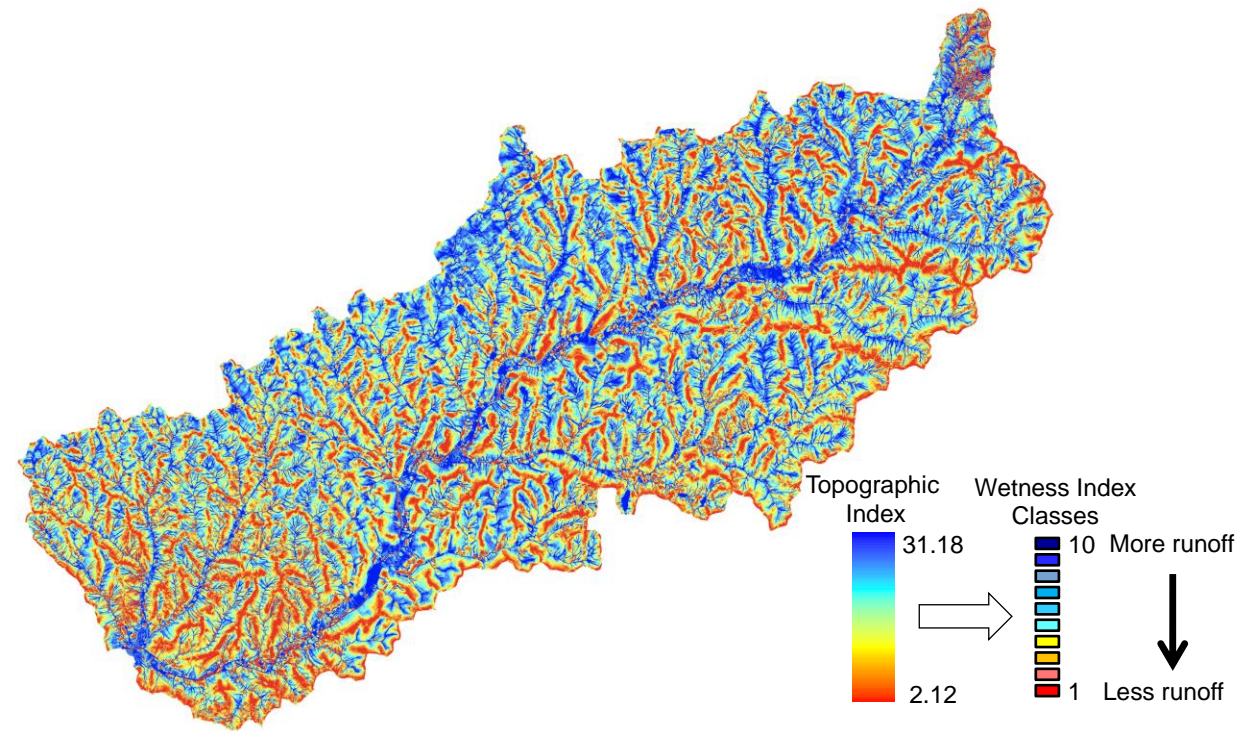 Topographic
Index
31.18
2.12
Wetness Index
Classes
10 More runoff
1 Less runoff